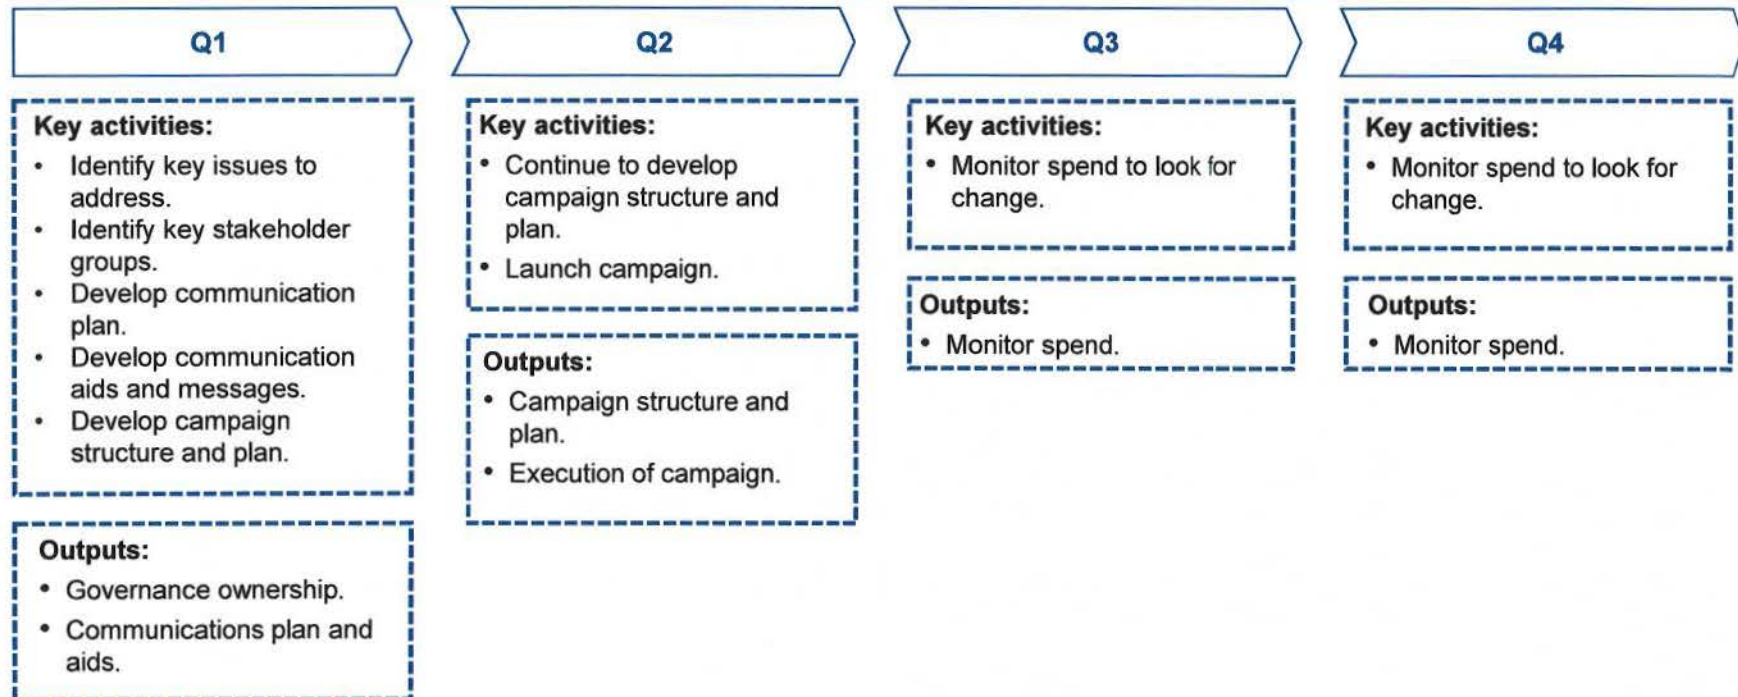 Q1
Key activities:
• Identify key issues to
address.
• Identify key stakeholder
groups.
• Develop communication
plan.
• Develop communication
aids and messages.
• Develop campaign
structure and plan.
Outputs:
• Governance ownership.
• Communications plan and
aids.
Q2
Key activities:
• Continue to develop
campaign structure and
plan.
• Launch campaign.
Outputs:
• Campaign structure and
plan.
• Execution of campaign.
Q3
Key activities:
• Monitor spend to look for
change.
Outputs:
• Monitor spend.
Q4
Key activities:
• Monitor spend to look for
change.
Outputs:
• Monitor spend.